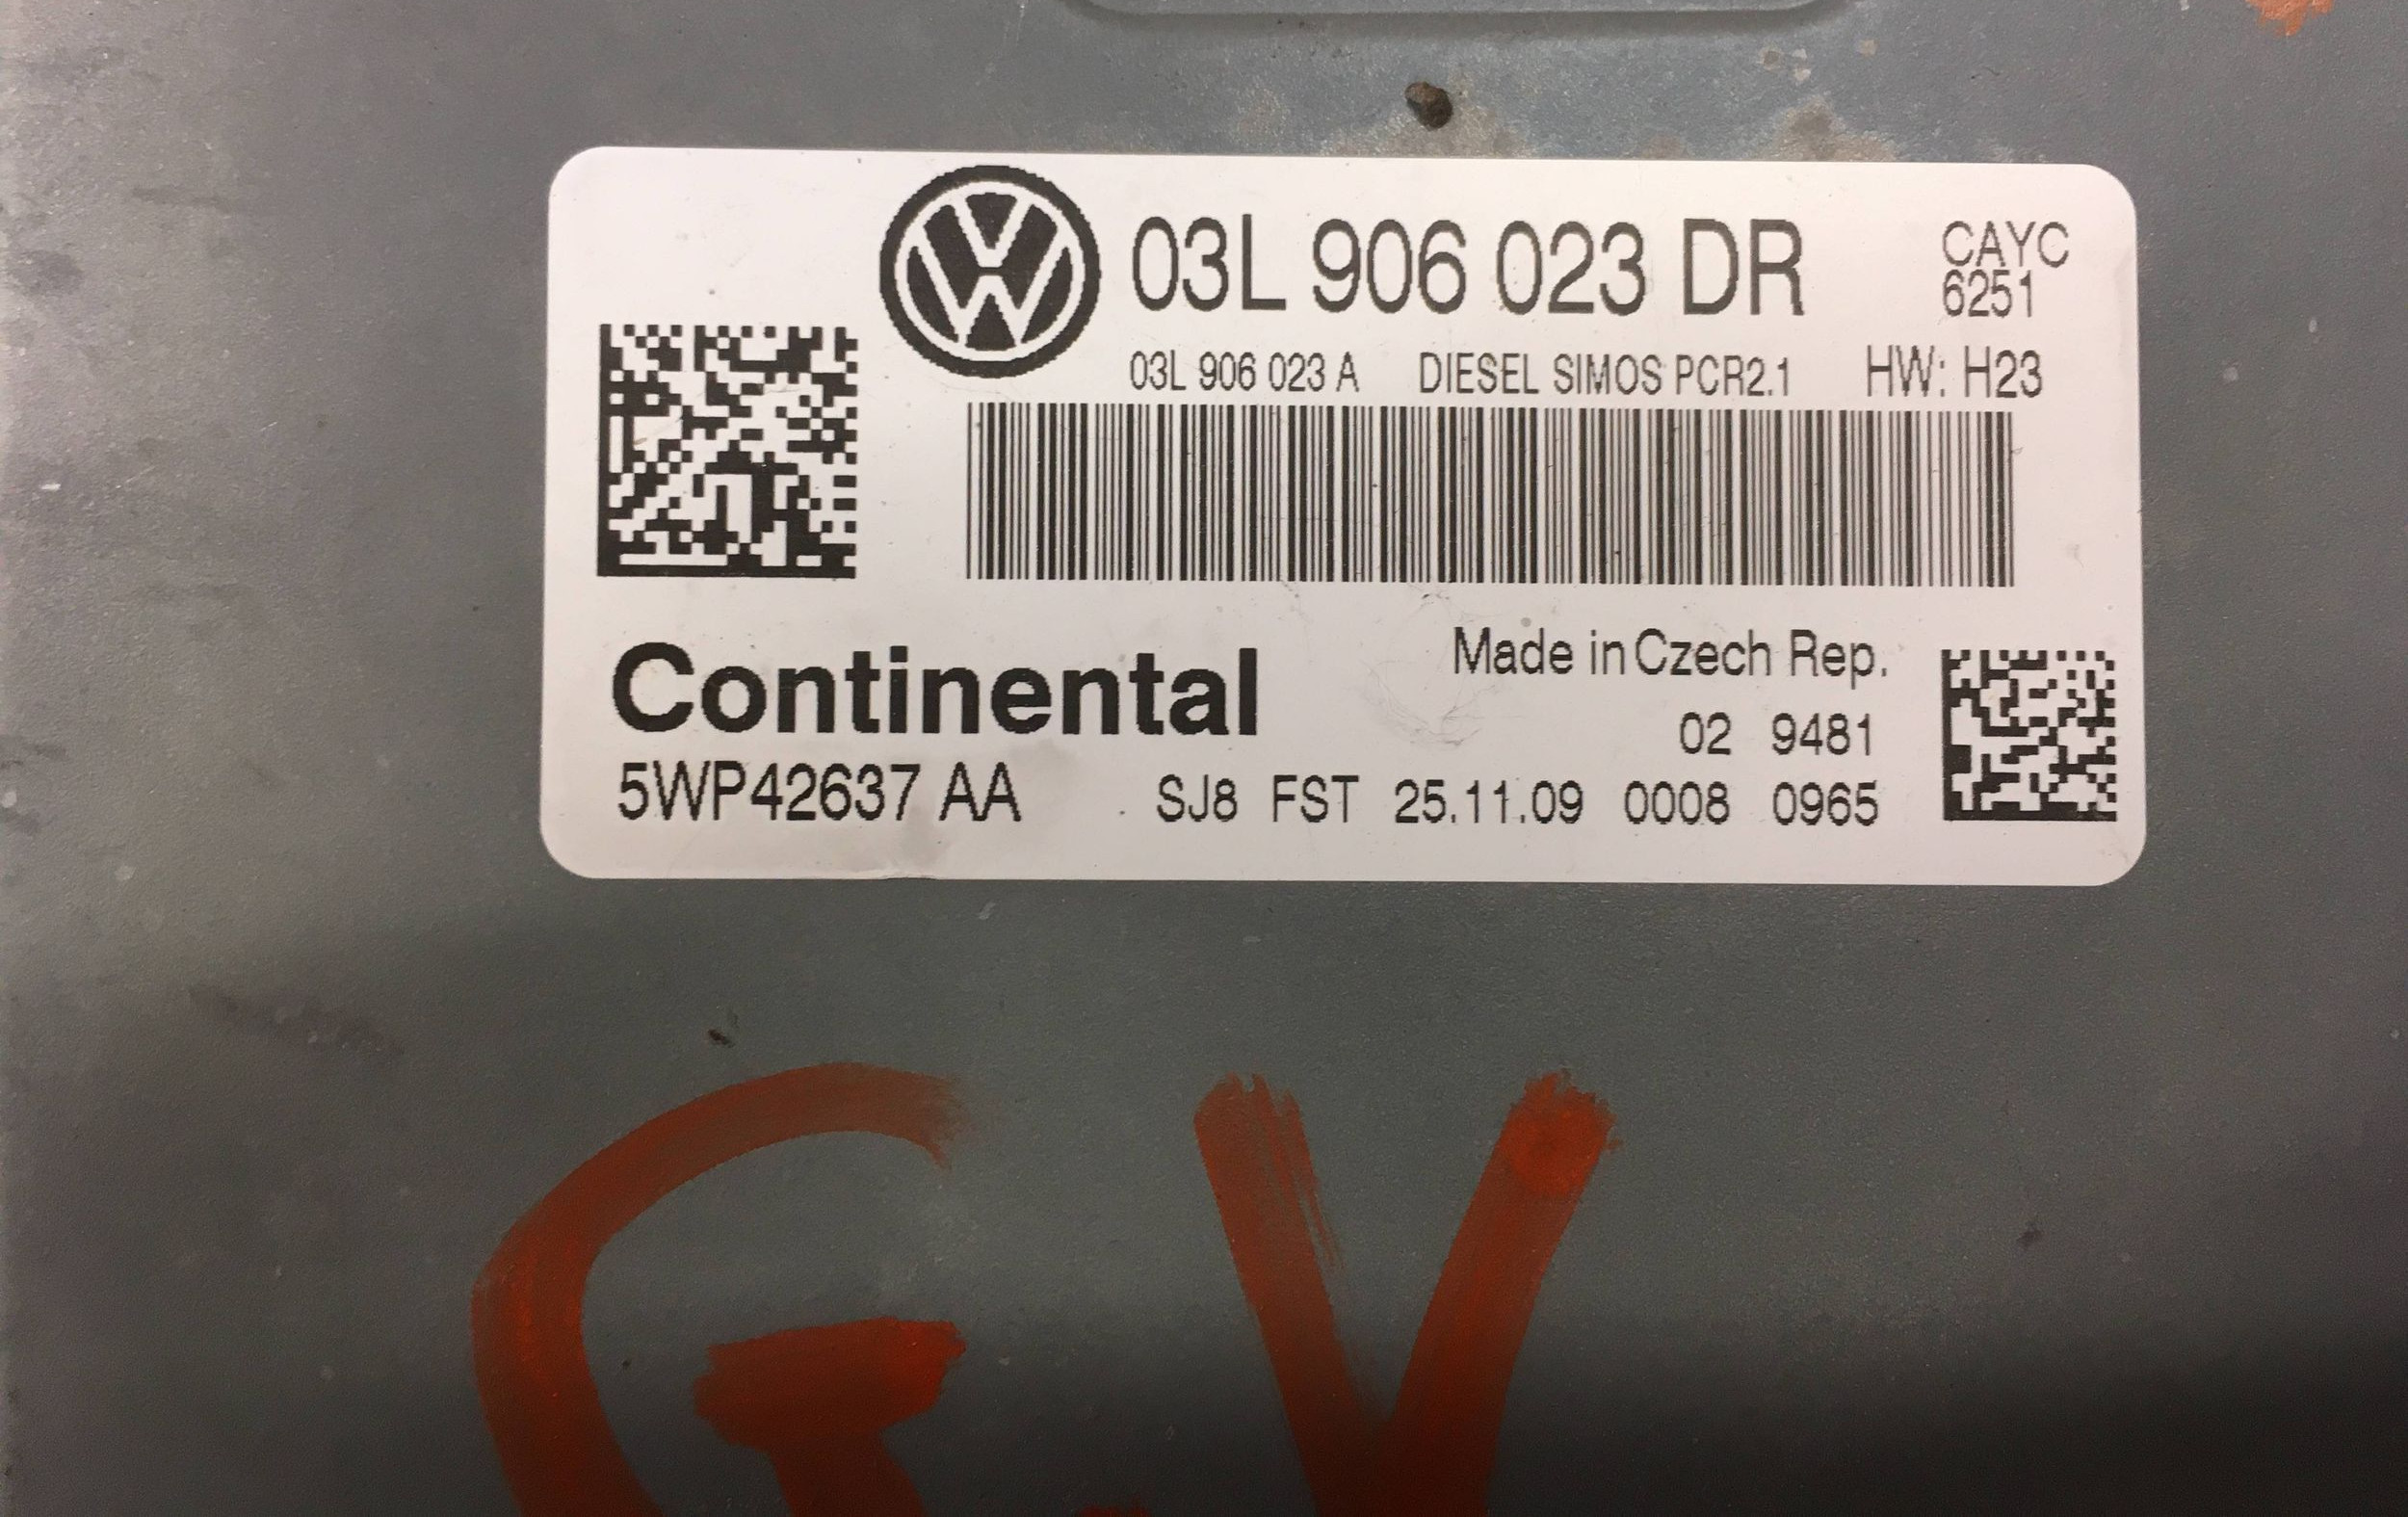 03L 906 023 DR
CAYC
6251
03L 906 023 A DIESEL SIMOS PCR2.1 HW: H23
Continental
Made in Czech Rep.
02 9481
5WP42637 AA SJ8 FST 25.11.09 0008 0965
GV